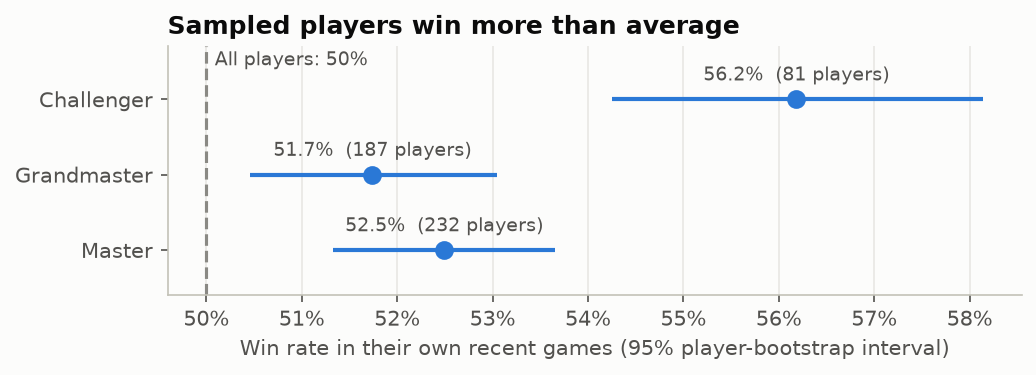 Sampled players win more than average
All players: 50%
Challenger
56.2%  (81 players)
Grandmaster
51.7%  (187 players)
Master
52.5%  (232 players)
50% 51% 52% 53% 54% 55% 56% 57% 58%
Win rate in their own recent games (95% player-bootstrap interval)